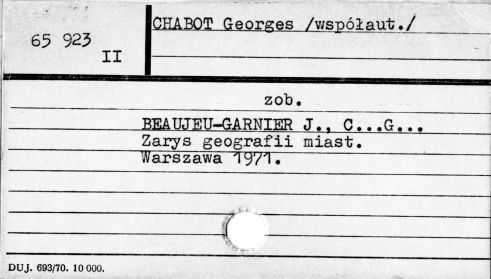 CHABOT Georges /współaut./
65 923
II
zob.
BEAUJEU-GARNIER J., C...G...
Zarys geografii miast.
Warszawa 1971.
DUJ. 693/70. 10 000.